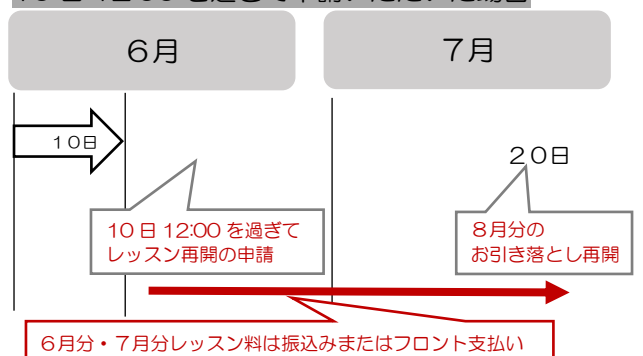 6月
7月
10日
20日
10日 12:00 を過ぎて
レッスン再開の申請
8月分の
お引き落とし再開
6月分・7月分レッスン料は振込みまたはフロント支払い